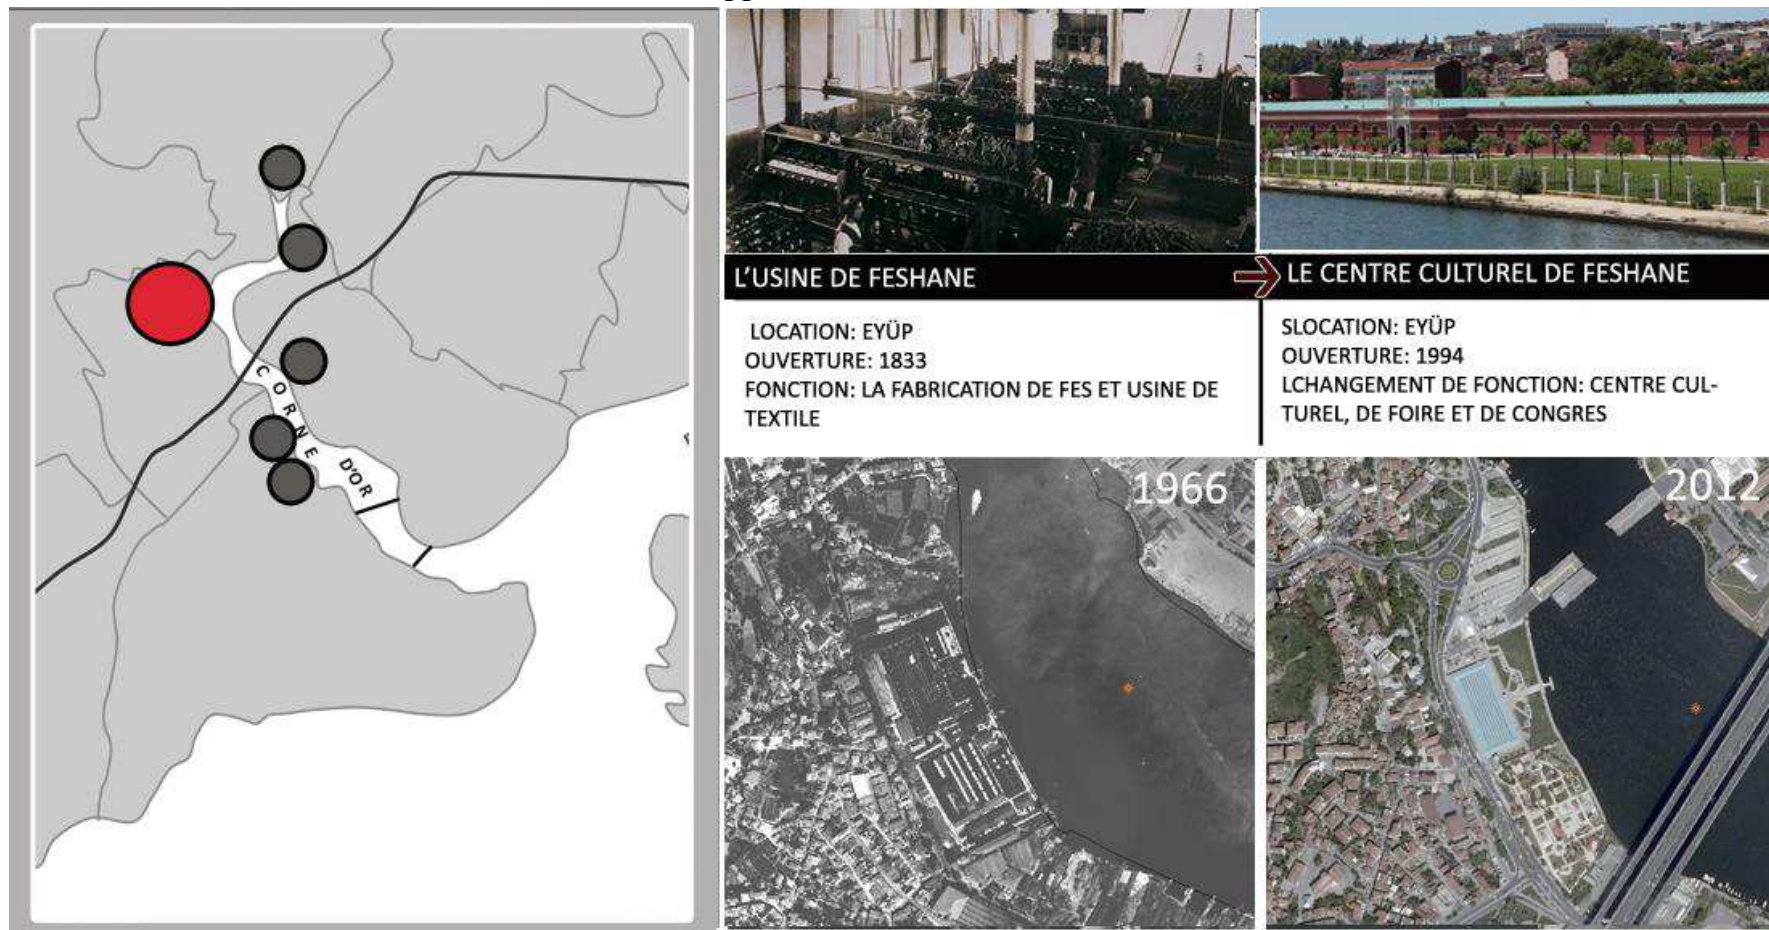 CORNE
D'OR
L'USINE DE FESHANE
LE CENTRE CULTUREL DE FESHANE
LOCATION: EYÜP
OUVERTURE: 1833
FONCTION: LA FABRICATION DE FES ET USINE DE
TEXTILE
SLOCATION: EYÜP
OUVERTURE: 1994
LCHANGEMENT DE FONCTION: CENTRE CUL-
TUREL, DE FOIRE ET DE CONGRES
1966
2012